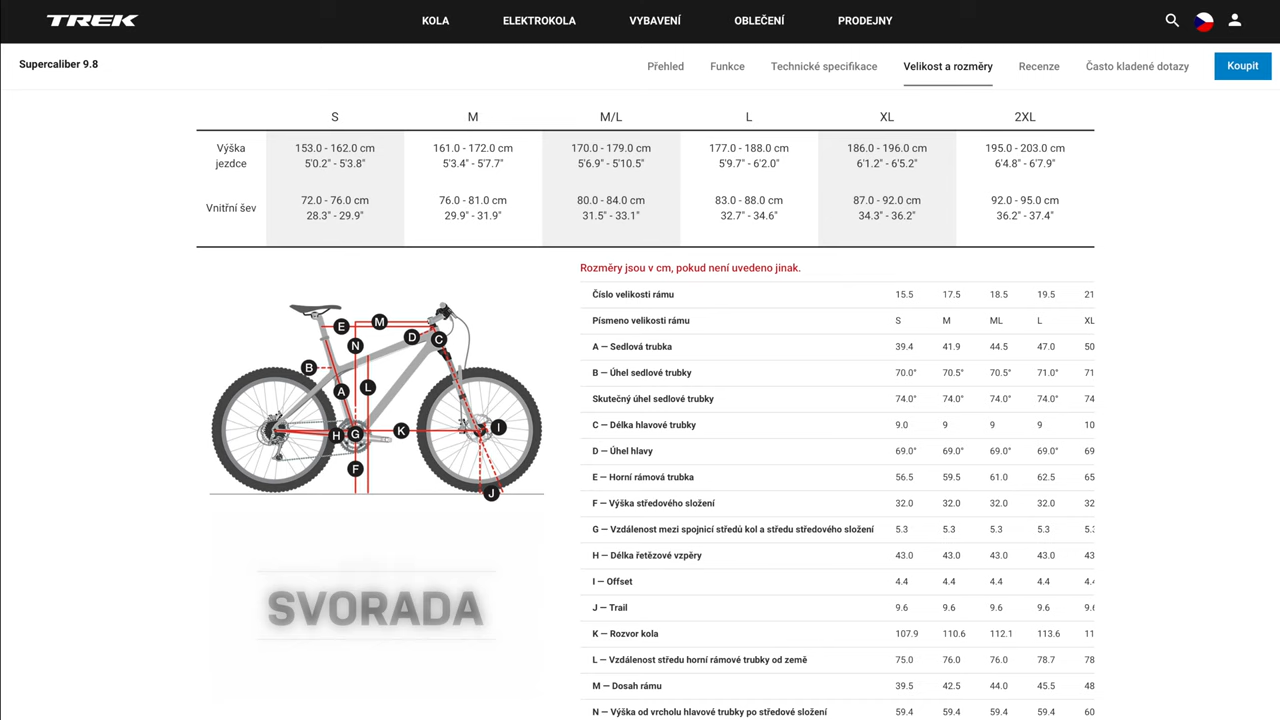 TREK
KOLA ELEKTROKOLA VYBAVENÍ OBLEČENÍ PRODEJNY
Supercaliber 9.8 Přehled Funkce Technické specifikace Velikost a rozměry Recenze Často kladené dotazy Koupit
S M M/L L XL 2XL
Výška jezdce 153.0 - 162.0 cm 161.0 - 172.0 cm 170.0 - 179.0 cm 177.0 - 188.0 cm 186.0 - 196.0 cm 195.0 - 203.0 cm
5'0.2" - 5'3.8" 5'3.4" - 5'7.7" 5'6.9" - 5'10.5" 5'9.7" - 6'2.0" 6'1.2" - 6'5.2" 6'4.8" - 6'7.9"
Vnitřní šev 72.0 - 76.0 cm 76.0 - 81.0 cm 80.0 - 84.0 cm 83.0 - 88.0 cm 87.0 - 92.0 cm 92.0 - 95.0 cm
28.3" - 29.9" 29.9" - 31.9" 31.5" - 33.1" 32.7" - 34.6" 34.3" - 36.2" 36.2" - 37.4"
E M D C N B A L H G K I F J
SVORADA
Rozměry jsou v cm, pokud není uvedeno jinak.
Číslo velikosti rámu 15.5 17.5 18.5 19.5 21
Písmeno velikosti rámu S M ML L XL
A — Sedlová trubka 39.4 41.9 44.5 47.0 50
B — Úhel sedlové trubky 70.0° 70.5° 70.5° 71.0° 71
Skutečný úhel sedlové trubky 74.0° 74.0° 74.0° 74.0° 74
C — Délka hlavové trubky 9.0 9 9 9 10
D — Úhel hlavy 69.0° 69.0° 69.0° 69.0° 69
E — Horní rámová trubka 56.5 59.5 61.0 62.5 65
F — Výška středového složení 32.0 32.0 32.0 32.0 32
G — Vzdálenost mezi spojnicí středů kol a středu středového složení 5.3 5.3 5.3 5.3 5.3
H — Délka řetězové vzpěry 43.0 43.0 43.0 43.0 43
I — Offset 4.4 4.4 4.4 4.4 4.4
J — Trail 9.6 9.6 9.6 9.6 9.6
K — Rozvor kola 107.9 110.6 112.1 113.6 11
L — Vzdálenost středu horní rámové trubky od země 75.0 76.0 76.0 78.7 78
M — Dosah rámu 39.5 42.5 44.0 45.5 48
N — Výška od vrcholu hlavové trubky po středové složení 59.4 59.4 59.4 59.4 60